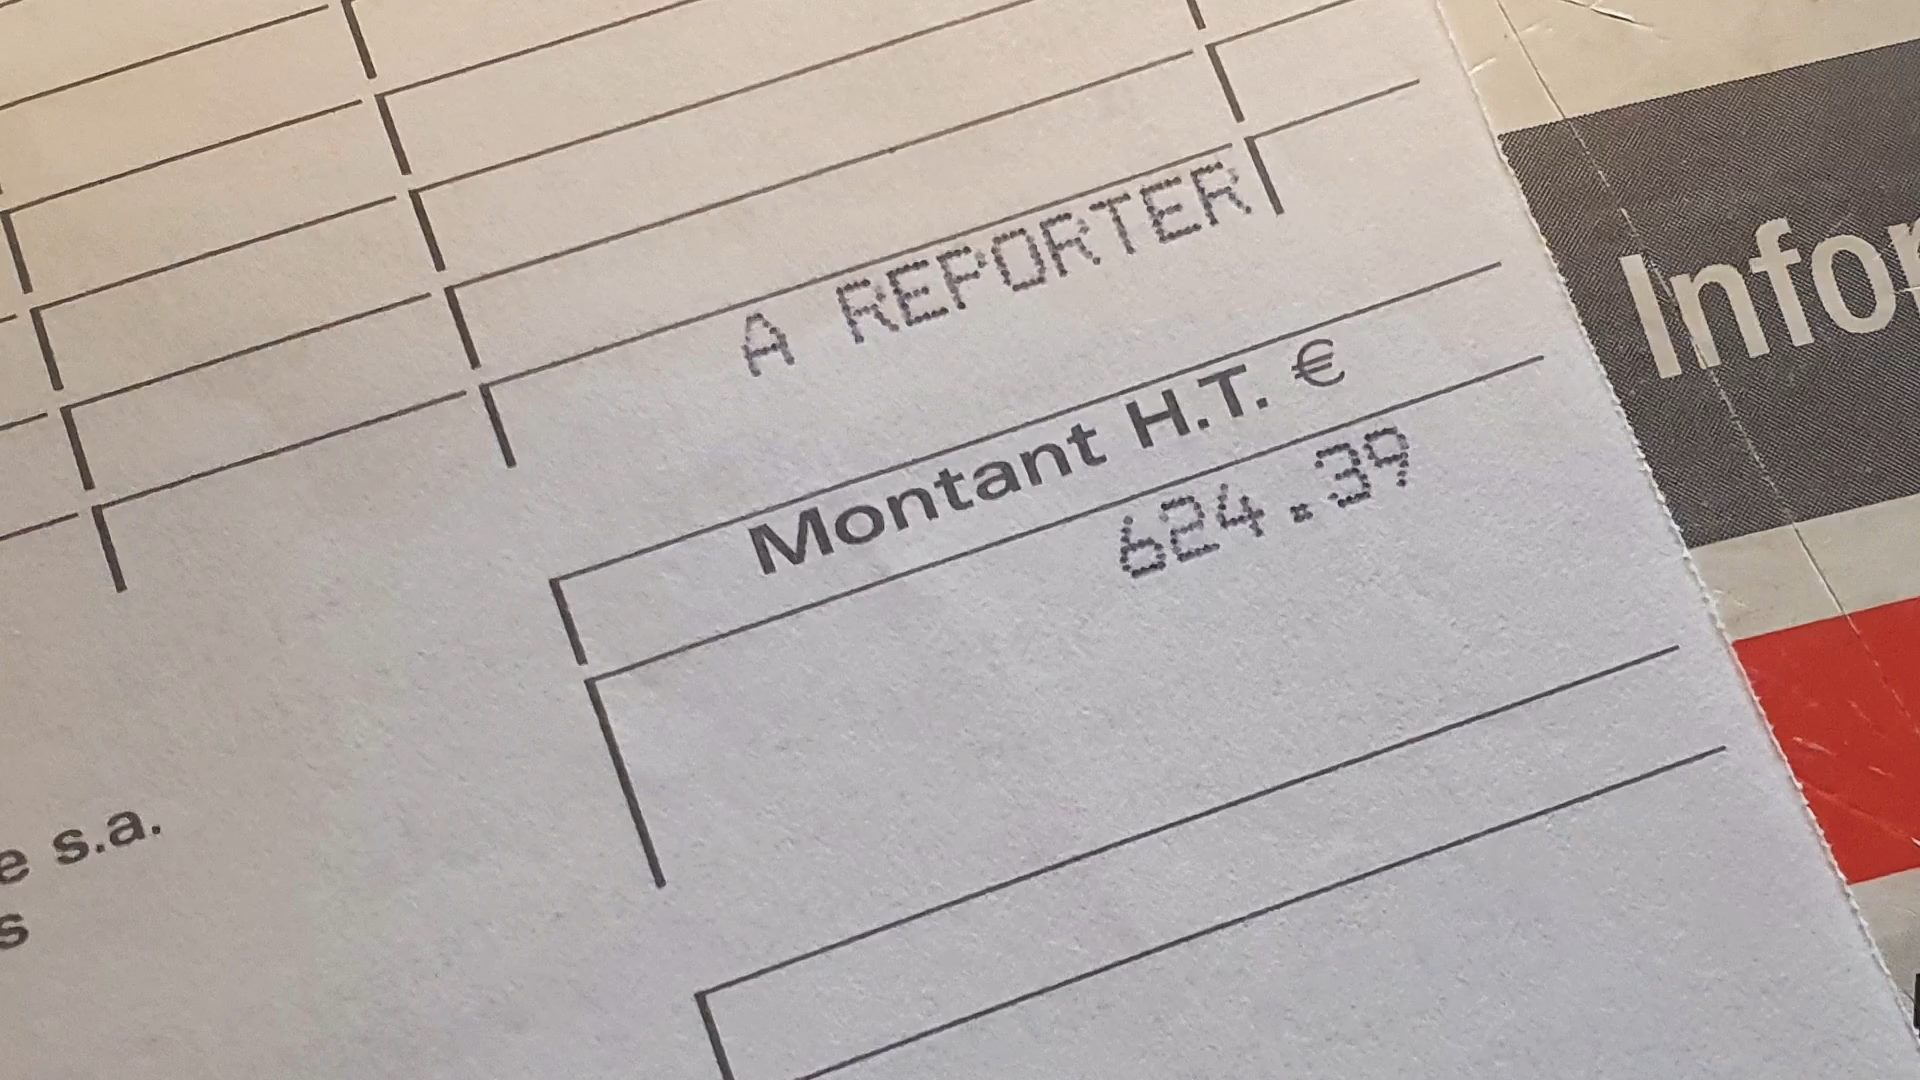 A REPORTER
Montant H.T. €
624.39
e s.a.
s
Infor